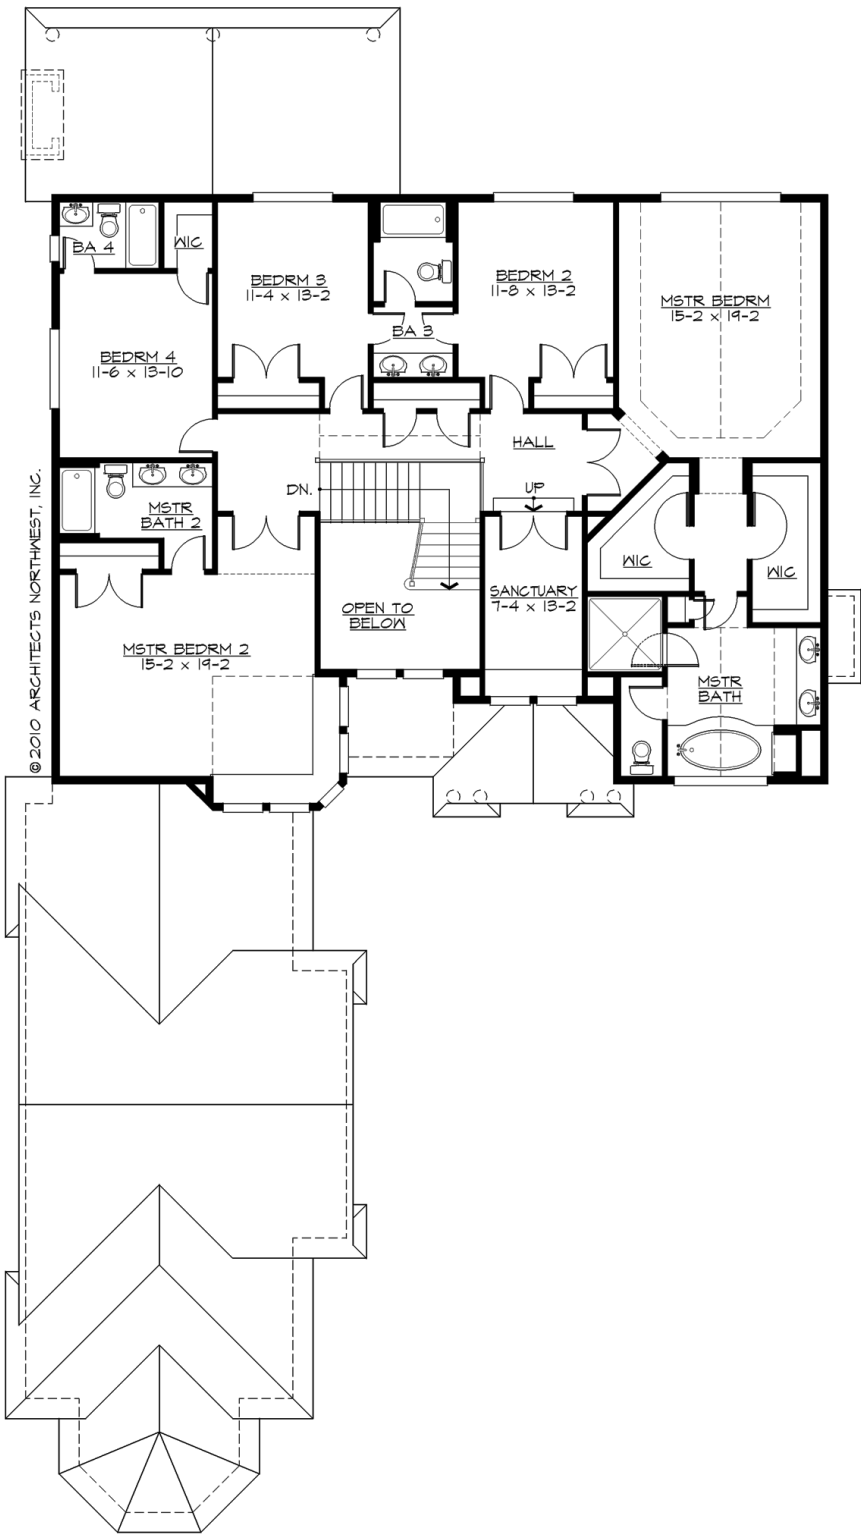 BA 4
WIC
BEDRM 3
11-4 x 13-2
BEDRM 2
11-8 x 13-2
MSTR BEDRM
15-2 x 19-2
BA 3
BEDRM 4
11-6 x 13-10
HALL
DN.
UP
MSTR
BATH 2
WIC
WIC
SANCTUARY
7-4 x 13-2
OPEN TO
BELOW
MSTR BEDRM 2
15-2 x 19-2
MSTR
BATH
© 2010 ARCHITECTS NORTHWEST, INC.